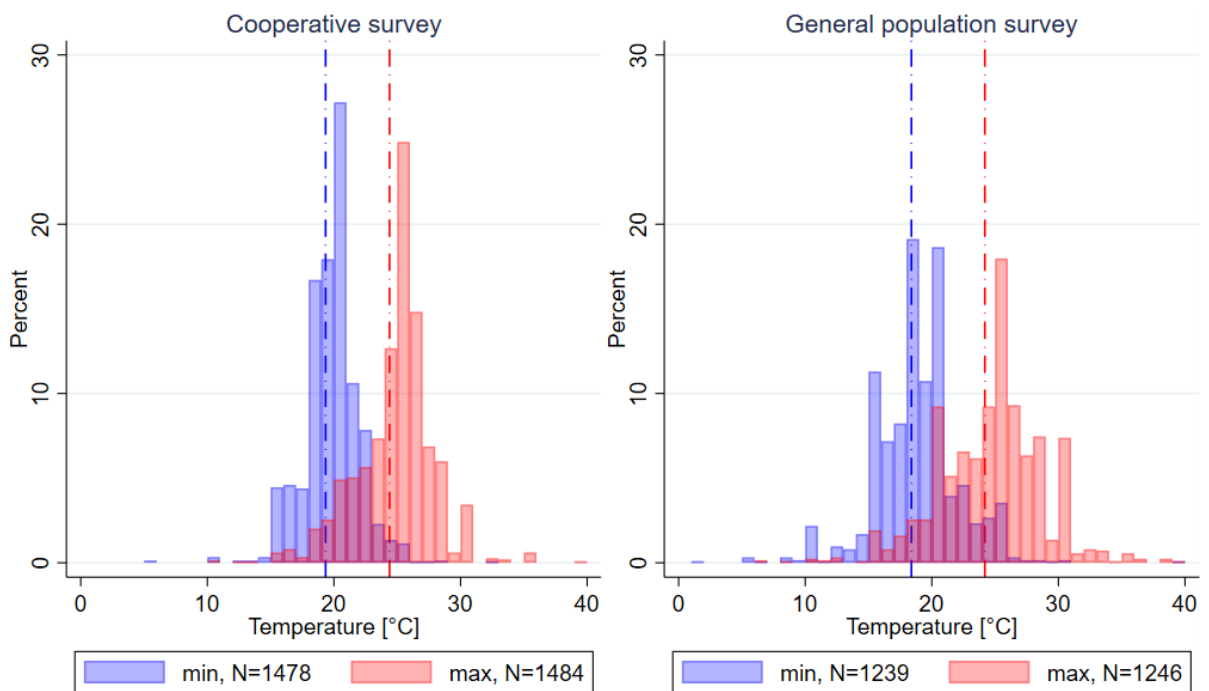 Cooperative survey
30
20
10
0
Percent
0 10 20 30 40
Temperature [°C]
min, N=1478 max, N=1484
General population survey
30
20
10
0
Percent
0 10 20 30 40
Temperature [°C]
min, N=1239 max, N=1246